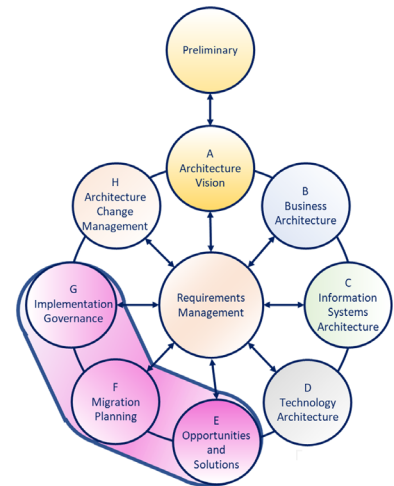 Preliminary
A
Architecture
Vision
B
Business
Architecture
C
Information
Systems
Architecture
D
Technology
Architecture
E
Opportunities
and
Solutions
F
Migration
Planning
G
Implementation
Governance
H
Architecture
Change
Management
Requirements
Management